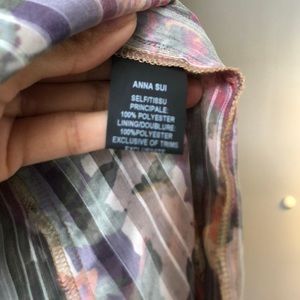 ANNA SUI
SELF/TISSU
PRINCIPALE:
100% POLYESTER
LINING/DOUBLURE:
100%POLYESTER
EXCLUSIVE OF TRIMS